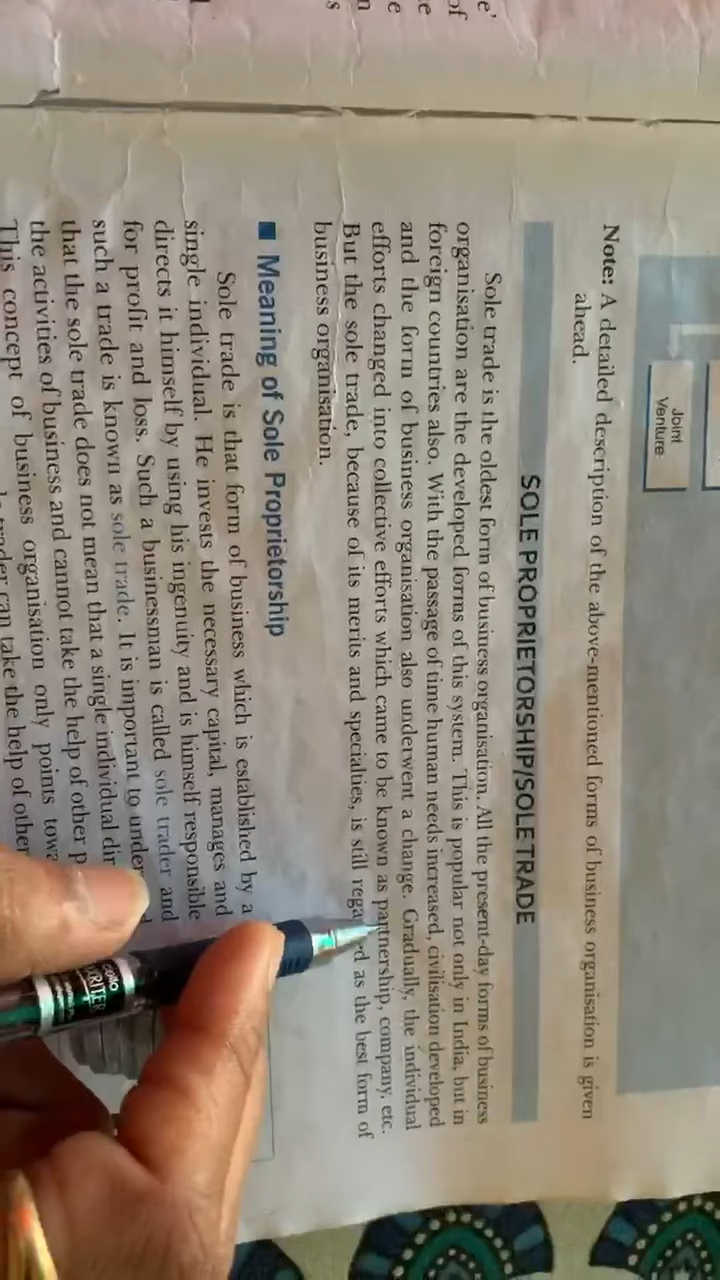 Joint
Venture
Note: A detailed description of the above-mentioned forms of business organisation is given
ahead.
SOLE PROPRIETORSHIP/SOLE TRADE
Sole trade is the oldest form of business organisation. All the present-day forms of business
organisation are the developed forms of this system. This is popular not only in India, but in
foreign countries also. With the passage of time human needs increased, civilisation developed
and the form of business organisation also underwent a change. Gradually, the individual
efforts changed into collective efforts which came to be known as partnership, company, etc.
But the sole trade, because of its merits and specialties, is still as the best form of
business organisation.
■ Meaning of Sole Proprietorship
Sole trade is that form of business which is established by a
single individual. He invests the necessary capital, manages and
directs it himself by using his ingenuity and is himself responsible
for profit and loss. Such a businessman is called sole trader and
such a trade is known as sole trade. It is important to
that the sole trade does not mean that a single individual
the activities of business and cannot take the help of other
This concept of business organisation only points
can take the help of other